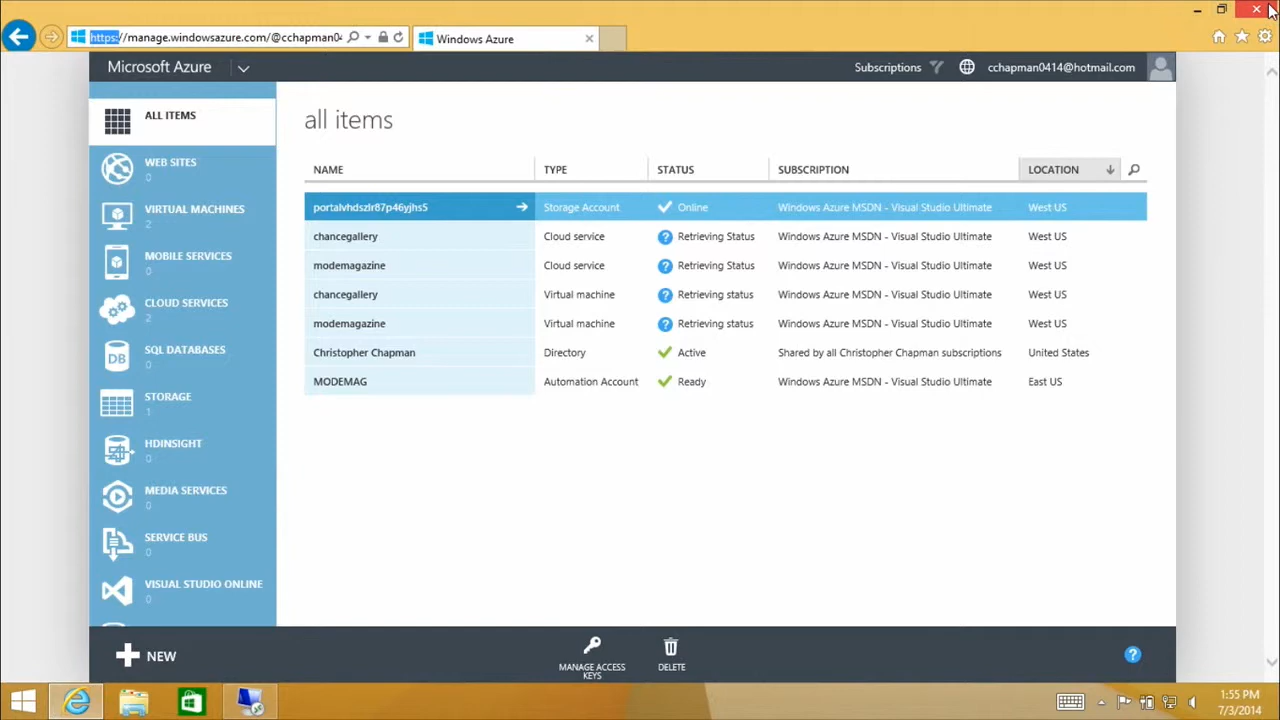 https://manage.windowsazure.com/@cchapman04
Windows Azure
Microsoft Azure
Subscriptions
cchapman0414@hotmail.com
ALL ITEMS
WEB SITES
0
VIRTUAL MACHINES
2
MOBILE SERVICES
0
CLOUD SERVICES
2
SQL DATABASES
0
DB
STORAGE
1
HDINSIGHT
0
MEDIA SERVICES
0
SERVICE BUS
0
VISUAL STUDIO ONLINE
0
all items
NAME TYPE STATUS SUBSCRIPTION LOCATION
portalvhdszlr87p46yjhs5 Storage Account Online Windows Azure MSDN - Visual Studio Ultimate West US
chancegallery Cloud service ? Retrieving Status Windows Azure MSDN - Visual Studio Ultimate West US
modemagazine Cloud service ? Retrieving Status Windows Azure MSDN - Visual Studio Ultimate West US
chancegallery Virtual machine ? Retrieving status Windows Azure MSDN - Visual Studio Ultimate West US
modemagazine Virtual machine ? Retrieving status Windows Azure MSDN - Visual Studio Ultimate West US
Christopher Chapman Directory Active Shared by all Christopher Chapman subscriptions United States
MODEMAG Automation Account Ready Windows Azure MSDN - Visual Studio Ultimate East US
NEW
MANAGE ACCESS
KEYS
DELETE
?
1:55 PM
7/3/2014